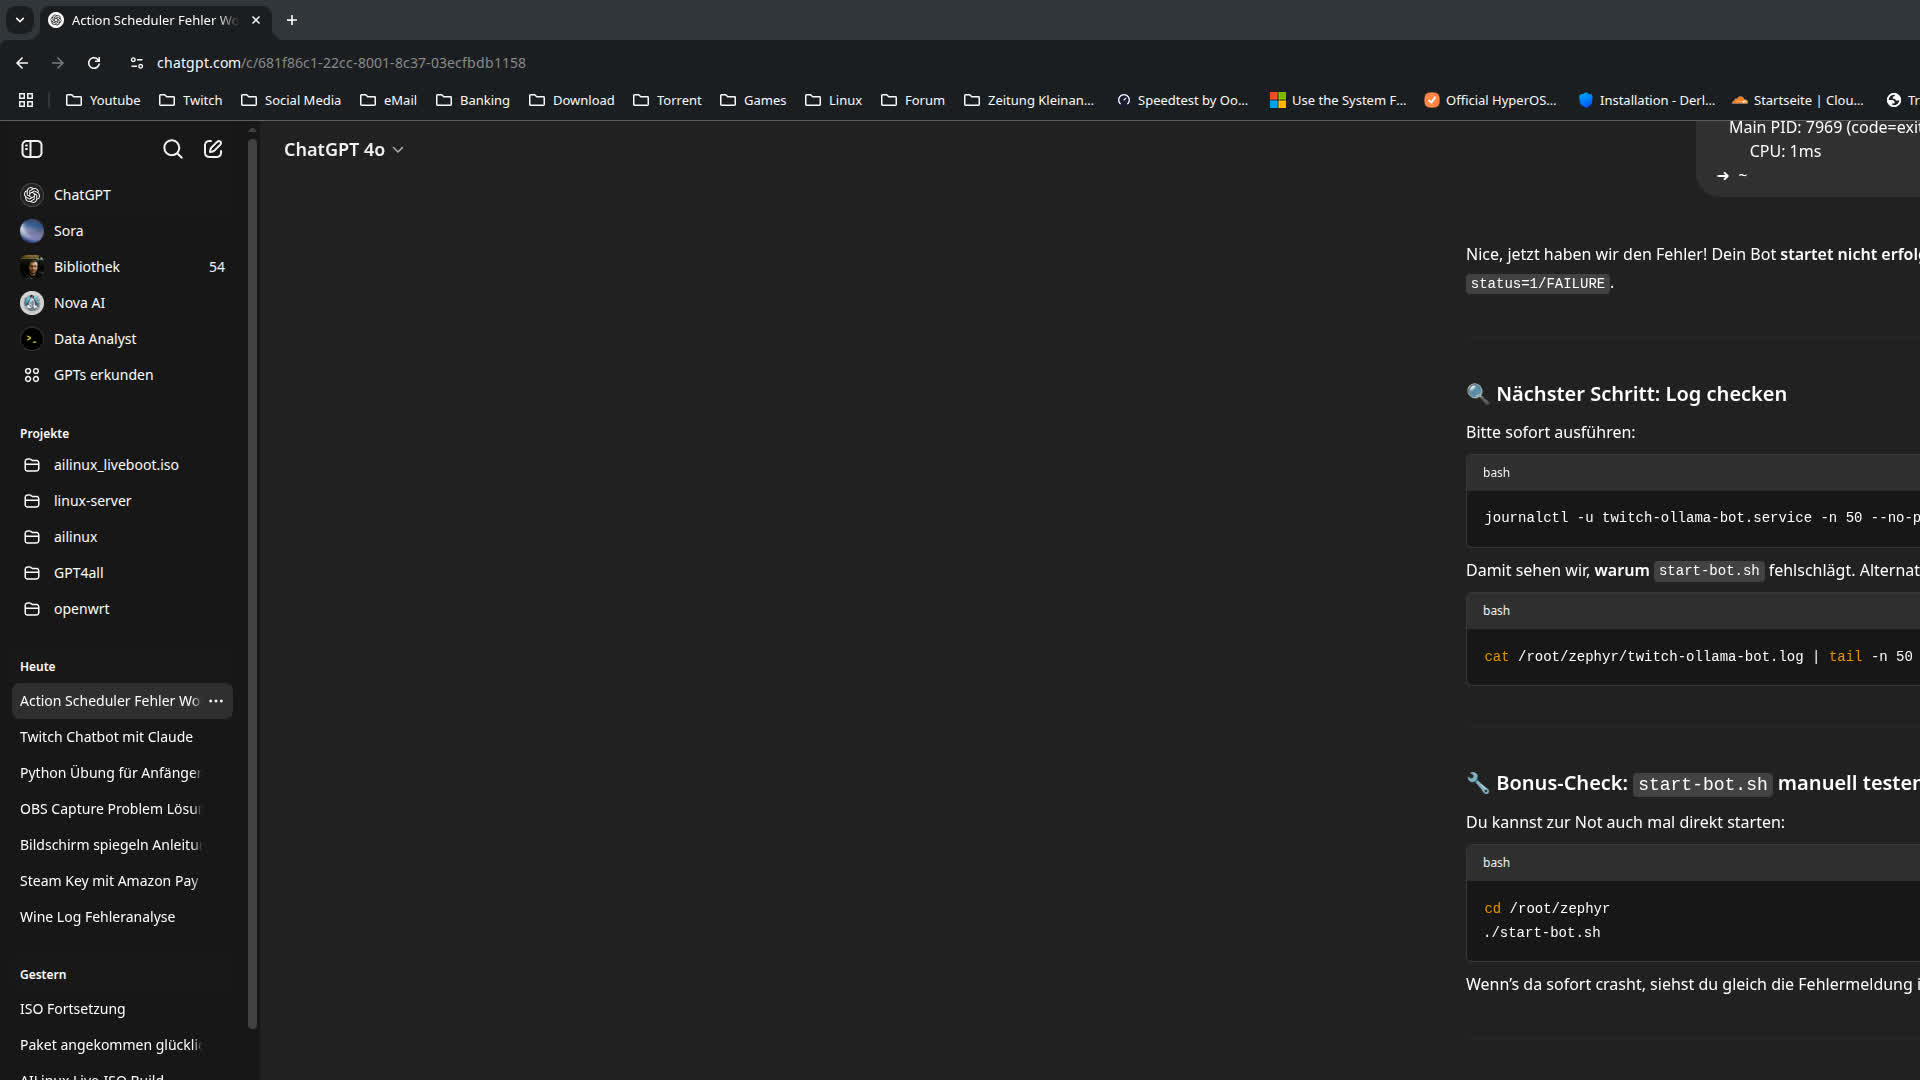 Action Scheduler Fehler Wo
chatgpt.com/c/681f86c1-22cc-8001-8c37-03ecfbdb1158
Youtube
Twitch
Social Media
eMail
Banking
Download
Torrent
Games
Linux
Forum
Zeitung Kleinan...
Speedtest by Oo...
Use the System F...
Official HyperOS...
Installation - Derl...
Startseite | Clou...
Tr
ChatGPT 4o
ChatGPT
Sora
Bibliothek 54
Nova AI
Data Analyst
GPTs erkunden
Projekte
ailinux_liveboot.iso
linux-server
ailinux
GPT4all
openwrt
Heute
Action Scheduler Fehler Wo
Twitch Chatbot mit Claude
Python Übung für Anfänger
OBS Capture Problem Lösu
Bildschirm spiegeln Anleitu
Steam Key mit Amazon Pay
Wine Log Fehleranalyse
Gestern
ISO Fortsetzung
Paket angekommen glückli
AILinux Live ISO Build
Main PID: 7969 (code=exit
CPU: 1ms
➜ ~
Nice, jetzt haben wir den Fehler! Dein Bot startet nicht erfol
status=1/FAILURE.
🔍 Nächster Schritt: Log checken
Bitte sofort ausführen:
bash
journalctl -u twitch-ollama-bot.service -n 50 --no-p
Damit sehen wir, warum start-bot.sh fehlschlägt. Alternat
bash
cat /root/zephyr/twitch-ollama-bot.log | tail -n 50
🔧 Bonus-Check: start-bot.sh manuell tester
Du kannst zur Not auch mal direkt starten:
bash
cd /root/zephyr
./start-bot.sh
Wenn’s da sofort crasht, siehst du gleich die Fehlermeldung i